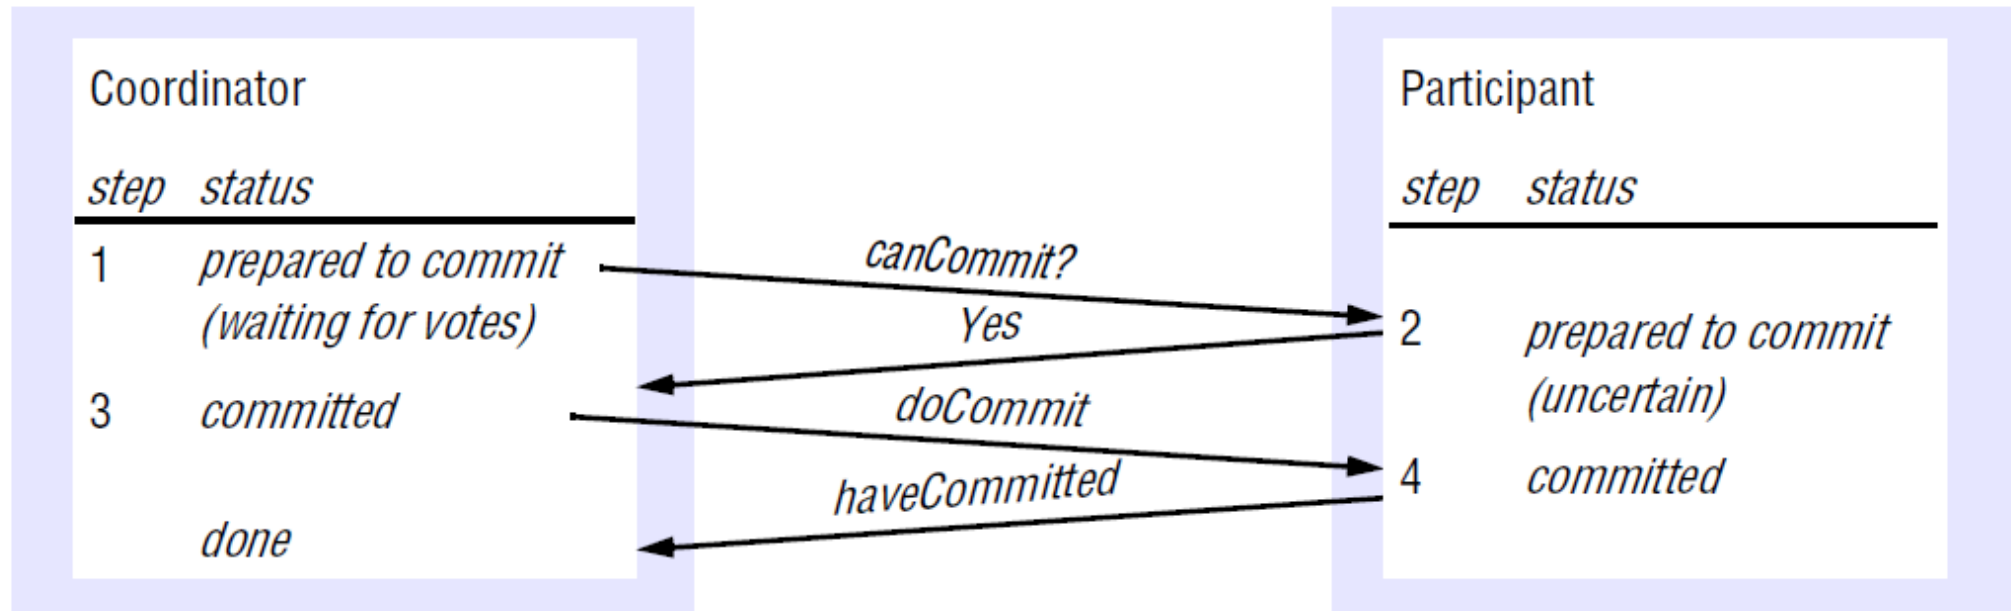 Coordinator
step status
1 prepared to commit
(waiting for votes)
3 committed
done
canCommit?
Yes
doCommit
haveCommitted
Participant
step status
2 prepared to commit
(uncertain)
4 committed